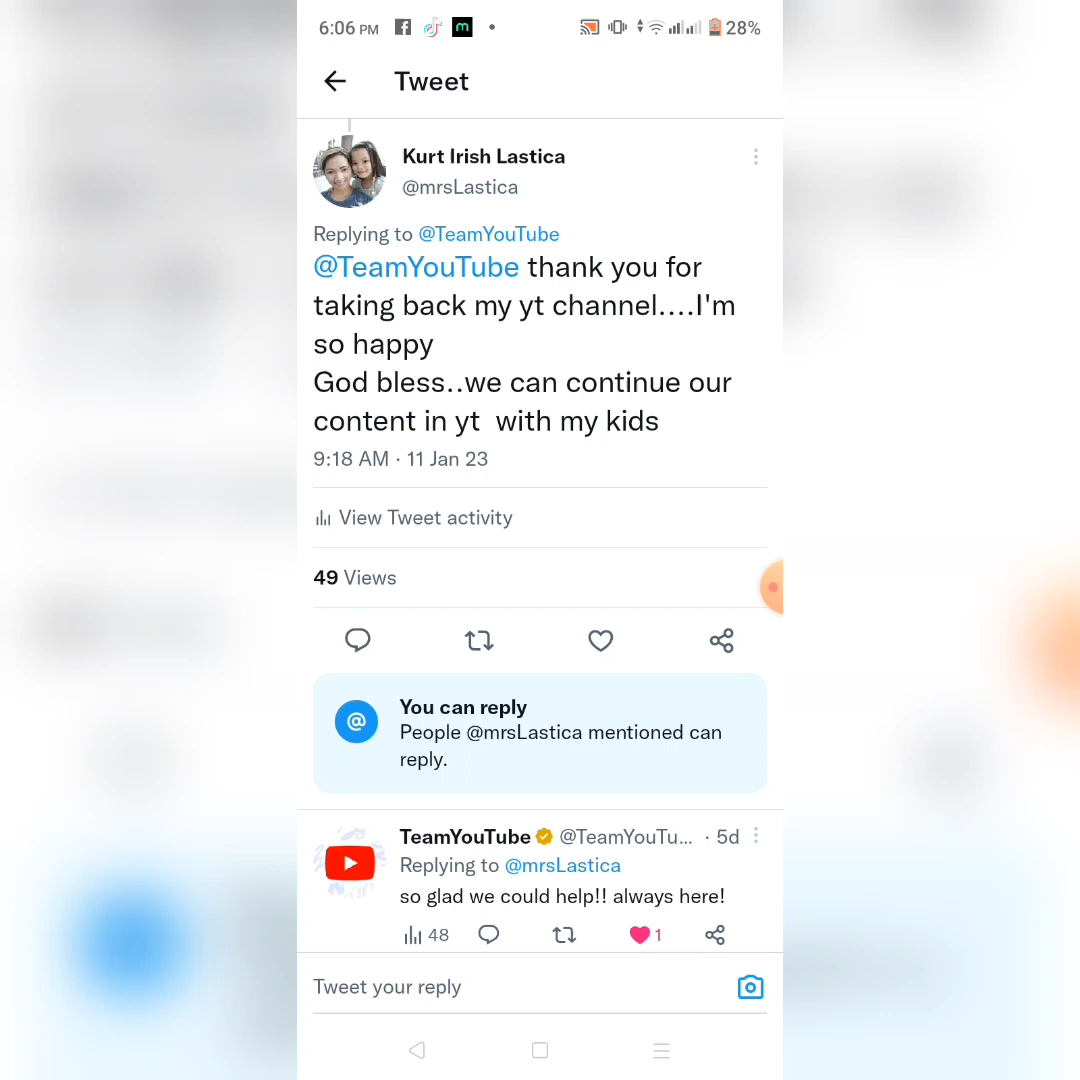 6:06 PM
28%
Tweet
Kurt Irish Lastica
@mrsLastica
Replying to @TeamYouTube
@TeamYouTube thank you for
taking back my yt channel....I'm
so happy
God bless..we can continue our
content in yt  with my kids
9:18 AM · 11 Jan 23
View Tweet activity
49 Views
You can reply
People @mrsLastica mentioned can
reply.
TeamYouTube @TeamYouTu... · 5d
Replying to @mrsLastica
so glad we could help!! always here!
48
1
Tweet your reply